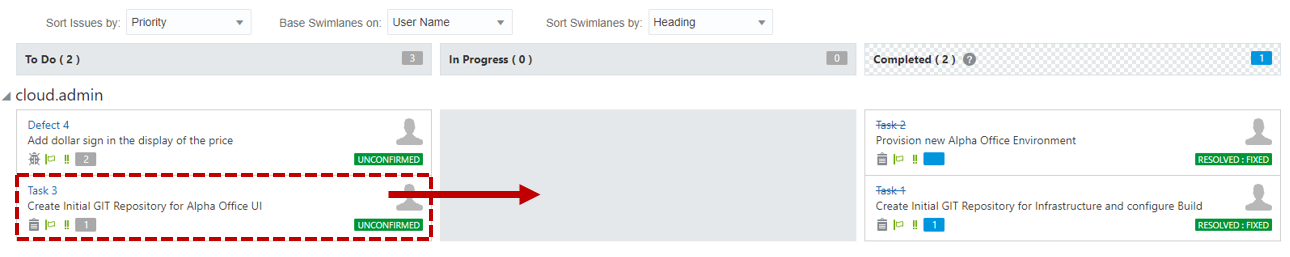 Sort Issues by: Priority Base Swimlanes on: User Name Sort Swimlanes by: Heading
To Do ( 2 ) 3 In Progress ( 0 ) 0 Completed ( 2 ) ? 1
cloud.admin
Defect 4
Add dollar sign in the display of the price
2 UNCONFIRMED
Task 3
Create Initial GIT Repository for Alpha Office UI
1 UNCONFIRMED
Task 2
Provision new Alpha Office Environment
RESOLVED : FIXED
Task 1
Create Initial GIT Repository for Infrastructure and configure Build
1 RESOLVED : FIXED